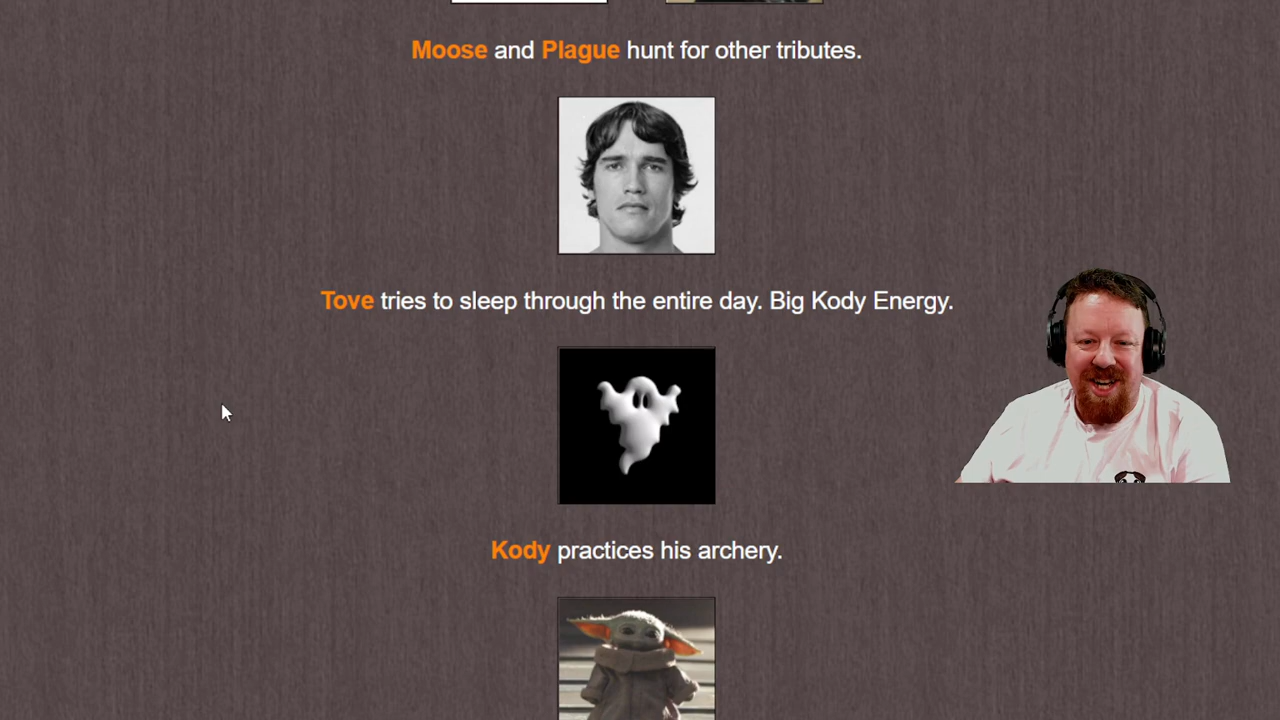 Moose and Plague hunt for other tributes.
Tove tries to sleep through the entire day. Big Kody Energy.
Kody practices his archery.